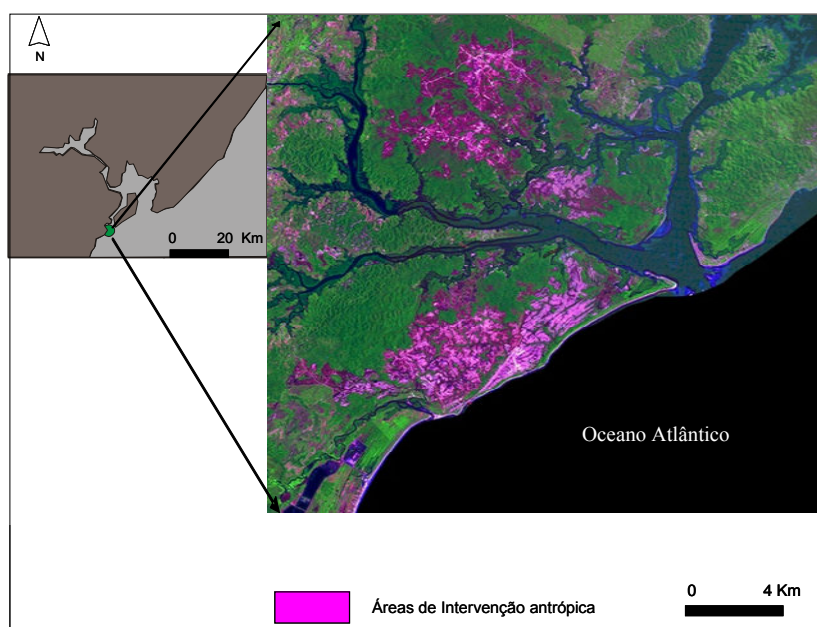 N
0 20 Km
Oceano Atlântico
Áreas de Intervenção antrópica
0 4 Km